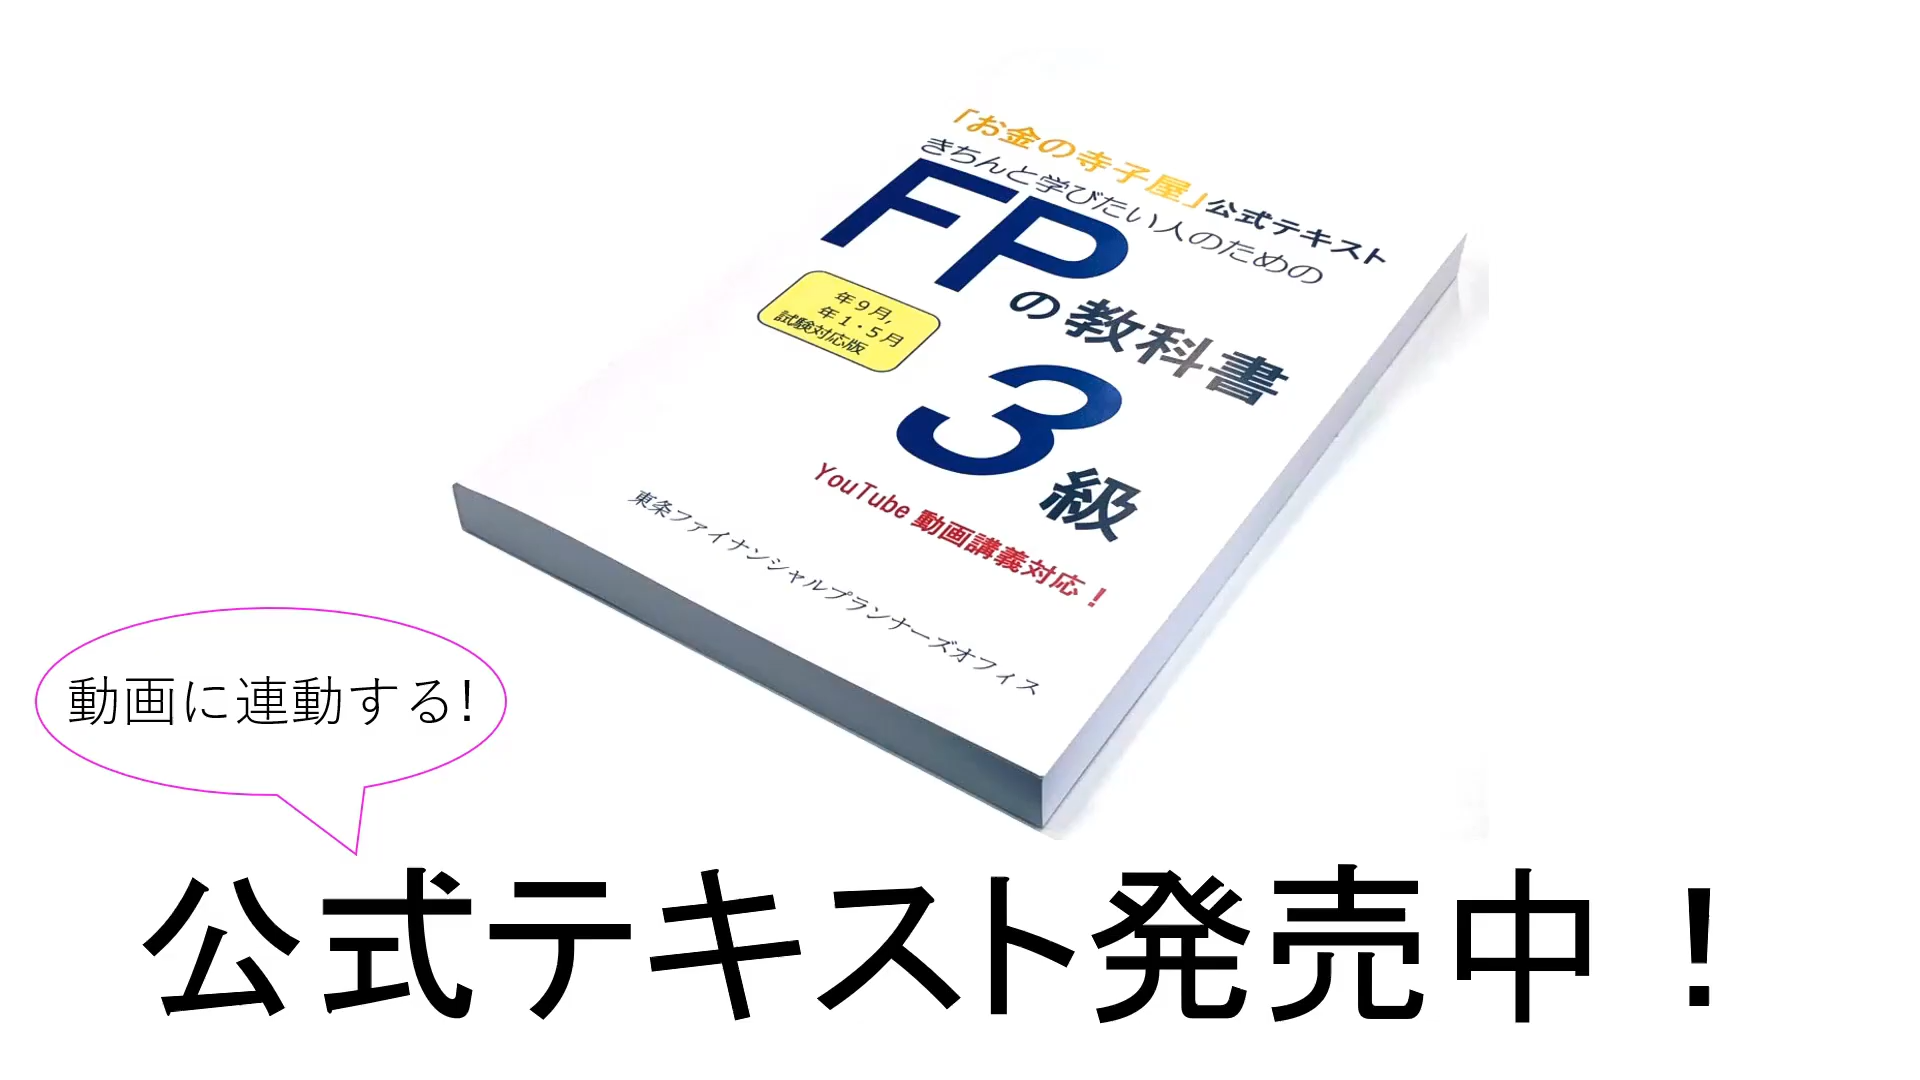 「お金の寺子屋」公式テキスト
きちんと学びたい人のための
FPの教科書
年9月,
年1・5月
試験対応版
3級
YouTube 動画講義対応！
東条ファイナンシャルプランナーズオフィス
動画に連動する!
公式テキスト発売中！